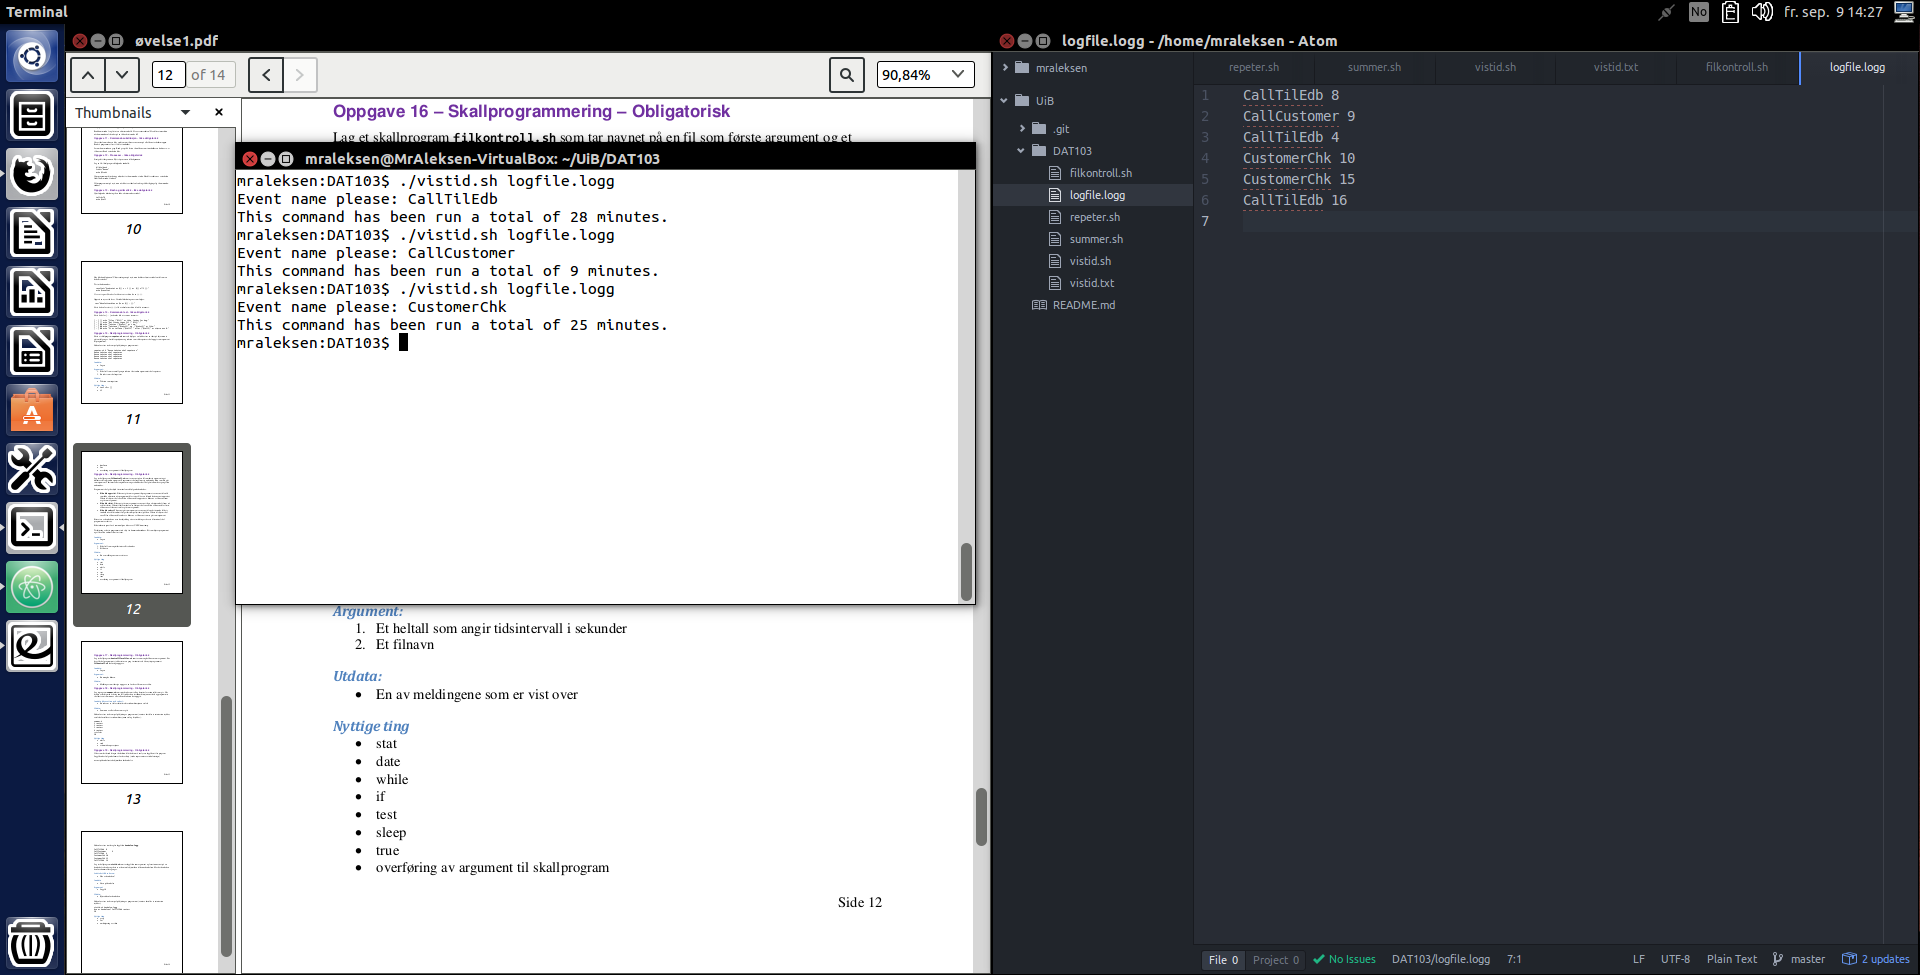 Terminal
No
fr. sep. 9 14:27
øvelse1.pdf
12
of 14
90,84%
Thumbnails
10
11
12
13
Oppgave 16 – Skallprogrammering – Obligatorisk
Lag et skallprogram filkontroll.sh som tar navnet på en fil som første argument og et
mraleksen@MrAleksen-VirtualBox: ~/UiB/DAT103
mraleksen:DAT103$ ./vistid.sh logfile.logg
Event name please: CallTilEdb
This command has been run a total of 28 minutes.
mraleksen:DAT103$ ./vistid.sh logfile.logg
Event name please: CallCustomer
This command has been run a total of 9 minutes.
mraleksen:DAT103$ ./vistid.sh logfile.logg
Event name please: CustomerChk
This command has been run a total of 25 minutes.
mraleksen:DAT103$
Argument:
1. Et heltall som angir tidsintervall i sekunder
2. Et filnavn
Utdata:
• En av meldingene som er vist over
Nyttige ting
• stat
• date
• while
• if
• test
• sleep
• true
• overføring av argument til skallprogram
Side 12
logfile.logg - /home/mraleksen - Atom
mraleksen
UiB
.git
DAT103
filkontroll.sh
logfile.logg
repeter.sh
summer.sh
vistid.sh
vistid.txt
README.md
repeter.sh
summer.sh
vistid.sh
vistid.txt
filkontroll.sh
logfile.logg
1 CallTilEdb 8
2 CallCustomer 9
3 CallTilEdb 4
4 CustomerChk 10
5 CustomerChk 15
6 CallTilEdb 16
7
File 0
Project 0
No Issues
DAT103/logfile.logg
7:1
LF
UTF-8
Plain Text
master
2 updates